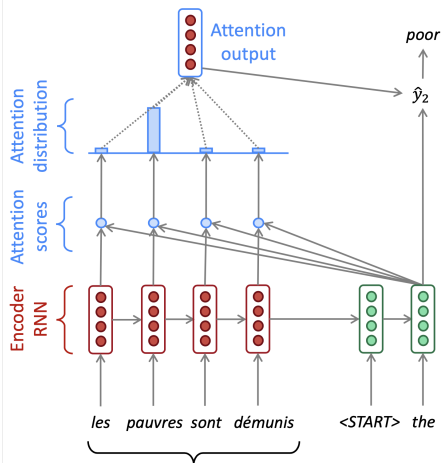 Attention
output
poor
ŷ2
Attention
distribution
Attention
scores
Encoder
RNN
les pauvres sont démunis <START> the